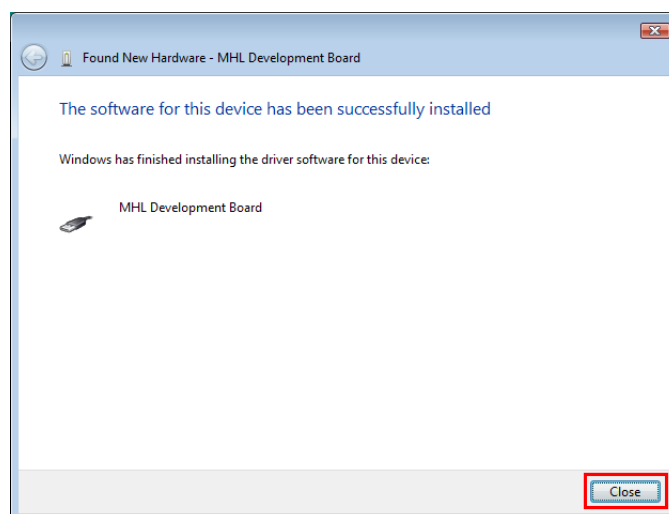 Found New Hardware - MHL Development Board
The software for this device has been successfully installed
Windows has finished installing the driver software for this device:
MHL Development Board
Close